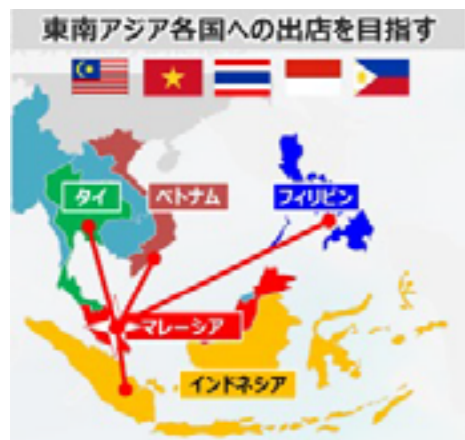 東南アジア各国への出店を目指す
タイ
ベトナム
フィリピン
マレーシア
インドネシア